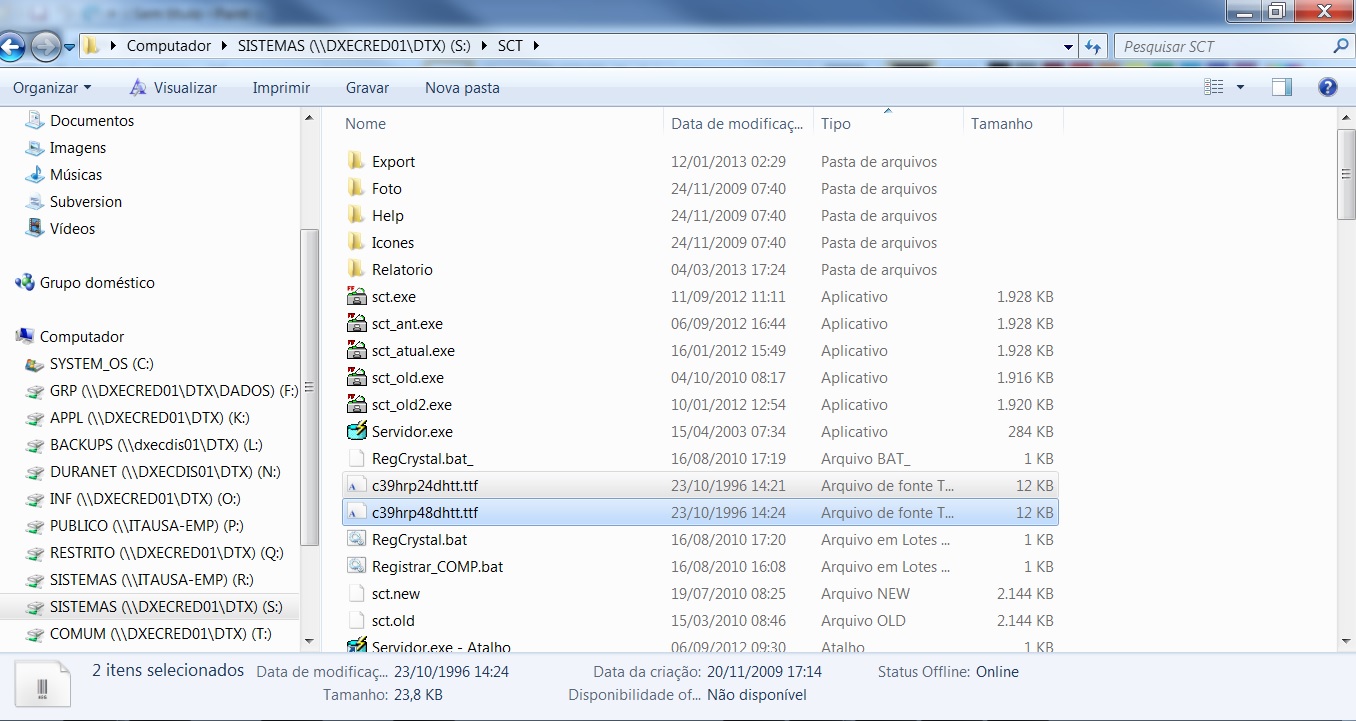 Computador SISTEMAS (\\DXECRED01\DTX) (S:) SCT Pesquisar SCT
Organizar Visualizar Imprimir Gravar Nova pasta
Documentos
Imagens
Músicas
Subversion
Vídeos
Grupo doméstico
Computador
SYSTEM_OS (C:)
GRP (\\DXECRED01\DTX\DADOS) (F:)
APPL (\\DXECRED01\DTX) (K:)
BACKUPS (\\dxecdis01\DTX) (L:)
DURANET (\\DXECDIS01\DTX) (N:)
INF (\\DXECRED01\DTX) (O:)
PUBLICO (\\ITAUSA-EMP) (P:)
RESTRITO (\\DXECRED01\DTX) (Q:)
SISTEMAS (\\ITAUSA-EMP) (R:)
SISTEMAS (\\DXECRED01\DTX) (S:)
COMUM (\\DXECRED01\DTX) (T:)
Nome Data de modificaç... Tipo Tamanho
Export 12/01/2013 02:29 Pasta de arquivos
Foto 24/11/2009 07:40 Pasta de arquivos
Help 24/11/2009 07:40 Pasta de arquivos
Icones 24/11/2009 07:40 Pasta de arquivos
Relatorio 04/03/2013 17:24 Pasta de arquivos
sct.exe 11/09/2012 11:11 Aplicativo 1.928 KB
sct_ant.exe 06/09/2012 16:44 Aplicativo 1.928 KB
sct_atual.exe 16/01/2012 15:49 Aplicativo 1.928 KB
sct_old.exe 04/10/2010 08:17 Aplicativo 1.916 KB
sct_old2.exe 10/01/2012 12:54 Aplicativo 1.920 KB
Servidor.exe 15/04/2003 07:34 Aplicativo 284 KB
RegCrystal.bat_ 16/08/2010 17:19 Arquivo BAT_ 1 KB
c39hrp24dhtt.ttf 23/10/1996 14:21 Arquivo de fonte T... 12 KB
c39hrp48dhtt.ttf 23/10/1996 14:24 Arquivo de fonte T... 12 KB
RegCrystal.bat 16/08/2010 17:20 Arquivo em Lotes ... 1 KB
Registrar_COMP.bat 16/08/2010 16:08 Arquivo em Lotes ... 1 KB
sct.new 19/07/2010 08:25 Arquivo NEW 2.144 KB
sct.old 15/03/2010 08:46 Arquivo OLD 2.144 KB
Servidor.exe - Atalho 06/09/2012 09:30 Atalho 1 KB
2 itens selecionados Data de modificaç... 23/10/1996 14:24 Data da criação: 20/11/2009 17:14 Status Offline: Online
Tamanho: 23,8 KB Disponibilidade of... Não disponível